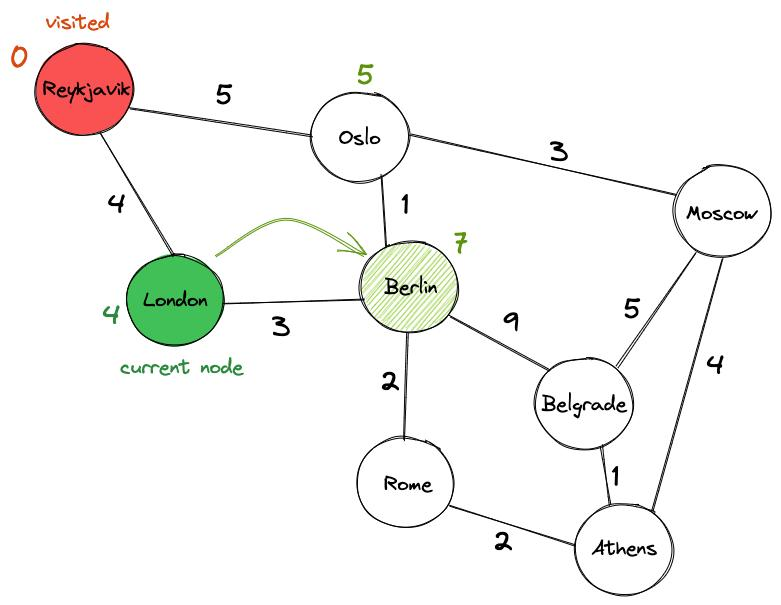 visited
0
Reykjavik
5
5
Oslo
3
4
1
Moscow
7
London
Berlin
4
3
9
5
current node
2
4
Belgrade
Rome
1
2
Athens